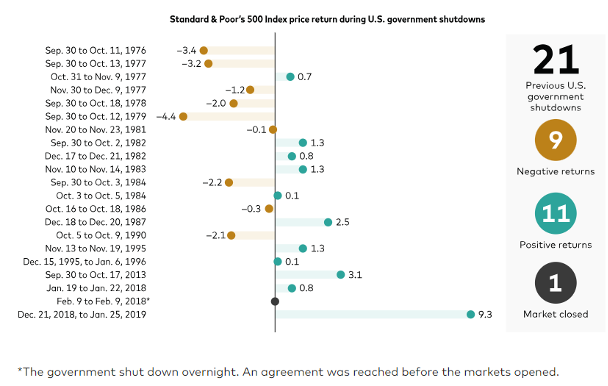 Standard & Poor's 500 Index price return during U.S. government shutdowns
Sep. 30 to Oct. 11, 1976 −3.4
Sep. 30 to Oct. 13, 1977 −3.2
Oct. 31 to Nov. 9, 1977 0.7
Nov. 30 to Dec. 9, 1977 −1.2
Sep. 30 to Oct. 18, 1978 −2.0
Sep. 30 to Oct. 12, 1979 −4.4
Nov. 20 to Nov. 23, 1981 −0.1
Sep. 30 to Oct. 2, 1982 1.3
Dec. 17 to Dec. 21, 1982 0.8
Nov. 10 to Nov. 14, 1983 1.3
Sep. 30 to Oct. 3, 1984 −2.2
Oct. 3 to Oct. 5, 1984 0.1
Oct. 16 to Oct. 18, 1986 −0.3
Dec. 18 to Dec. 20, 1987 2.5
Oct. 5 to Oct. 9, 1990 −2.1
Nov. 13 to Nov. 19, 1995 1.3
Dec. 15, 1995, to Jan. 6, 1996 0.1
Sep. 30 to Oct. 17, 2013 3.1
Jan. 19 to Jan. 22, 2018 0.8
Feb. 9 to Feb. 9, 2018*
Dec. 21, 2018, to Jan. 25, 2019 9.3
21
Previous U.S.
government
shutdowns
9
Negative returns
11
Positive returns
1
Market closed
*The government shut down overnight. An agreement was reached before the markets opened.